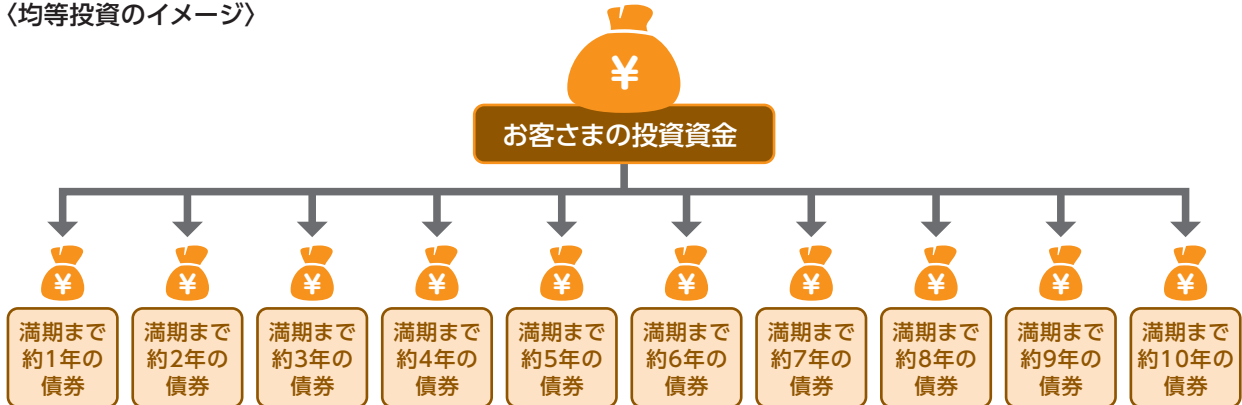 〈均等投資のイメージ〉
¥
お客さまの投資資金
¥ ¥ ¥ ¥ ¥ ¥ ¥ ¥ ¥ ¥
満期まで
約1年の
債券
満期まで
約2年の
債券
満期まで
約3年の
債券
満期まで
約4年の
債券
満期まで
約5年の
債券
満期まで
約6年の
債券
満期まで
約7年の
債券
満期まで
約8年の
債券
満期まで
約9年の
債券
満期まで
約10年の
債券